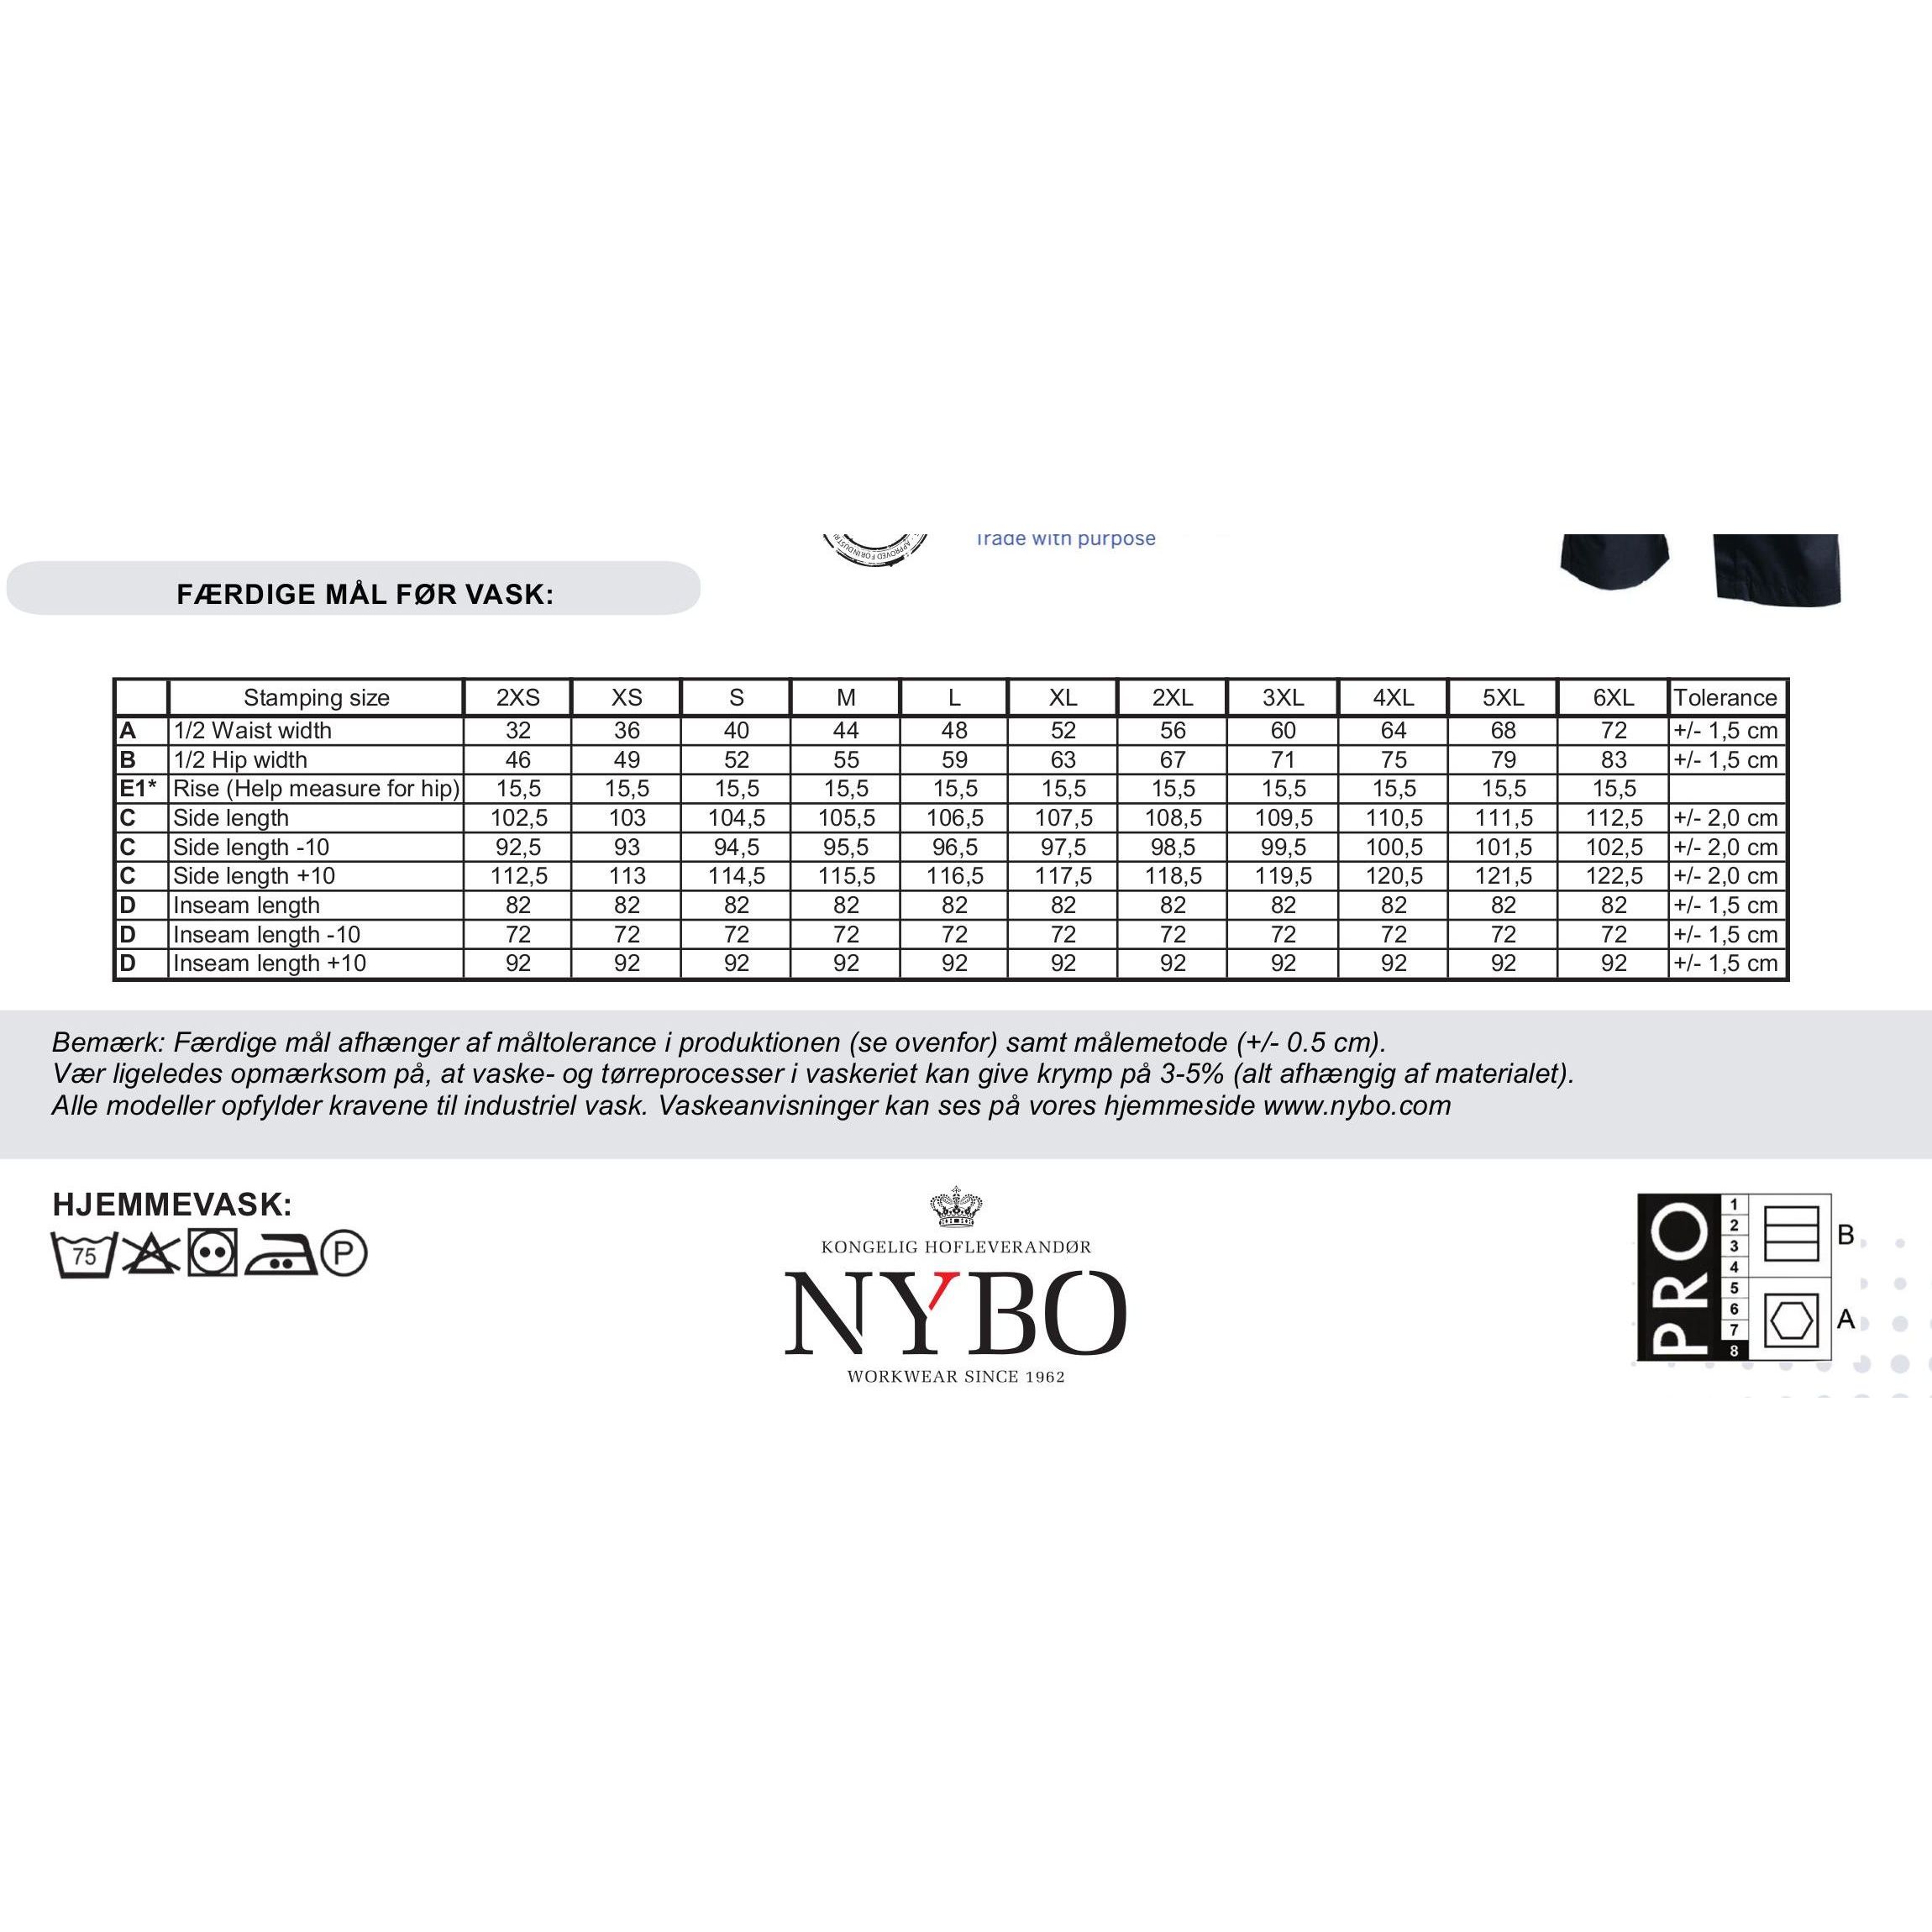 - APPROVED FOR INDUSTRI
Trade with purpose
FÆRDIGE MÅL FØR VASK:
Stamping size 2XS XS S M L XL 2XL 3XL 4XL 5XL 6XL Tolerance
A 1/2 Waist width 32 36 40 44 48 52 56 60 64 68 72 +/- 1,5 cm
B 1/2 Hip width 46 49 52 55 59 63 67 71 75 79 83 +/- 1,5 cm
E1* Rise (Help measure for hip) 15,5 15,5 15,5 15,5 15,5 15,5 15,5 15,5 15,5 15,5 15,5
C Side length 102,5 103 104,5 105,5 106,5 107,5 108,5 109,5 110,5 111,5 112,5 +/- 2,0 cm
C Side length -10 92,5 93 94,5 95,5 96,5 97,5 98,5 99,5 100,5 101,5 102,5 +/- 2,0 cm
C Side length +10 112,5 113 114,5 115,5 116,5 117,5 118,5 119,5 120,5 121,5 122,5 +/- 2,0 cm
D Inseam length 82 82 82 82 82 82 82 82 82 82 82 +/- 1,5 cm
D Inseam length -10 72 72 72 72 72 72 72 72 72 72 72 +/- 1,5 cm
D Inseam length +10 92 92 92 92 92 92 92 92 92 92 92 +/- 1,5 cm
Bemærk: Færdige mål afhænger af måltolerance i produktionen (se ovenfor) samt målemetode (+/- 0.5 cm).
Vær ligeledes opmærksom på, at vaske- og tørreprocesser i vaskeriet kan give krymp på 3-5% (alt afhængig af materialet).
Alle modeller opfylder kravene til industriel vask. Vaskeanvisninger kan ses på vores hjemmeside www.nybo.com
HJEMMEVASK:
75 P
KONGELIG HOFLEVERANDØR
NYBO
WORKWEAR SINCE 1962
PRO
1
2
3
4
5
6
7
8
B
A